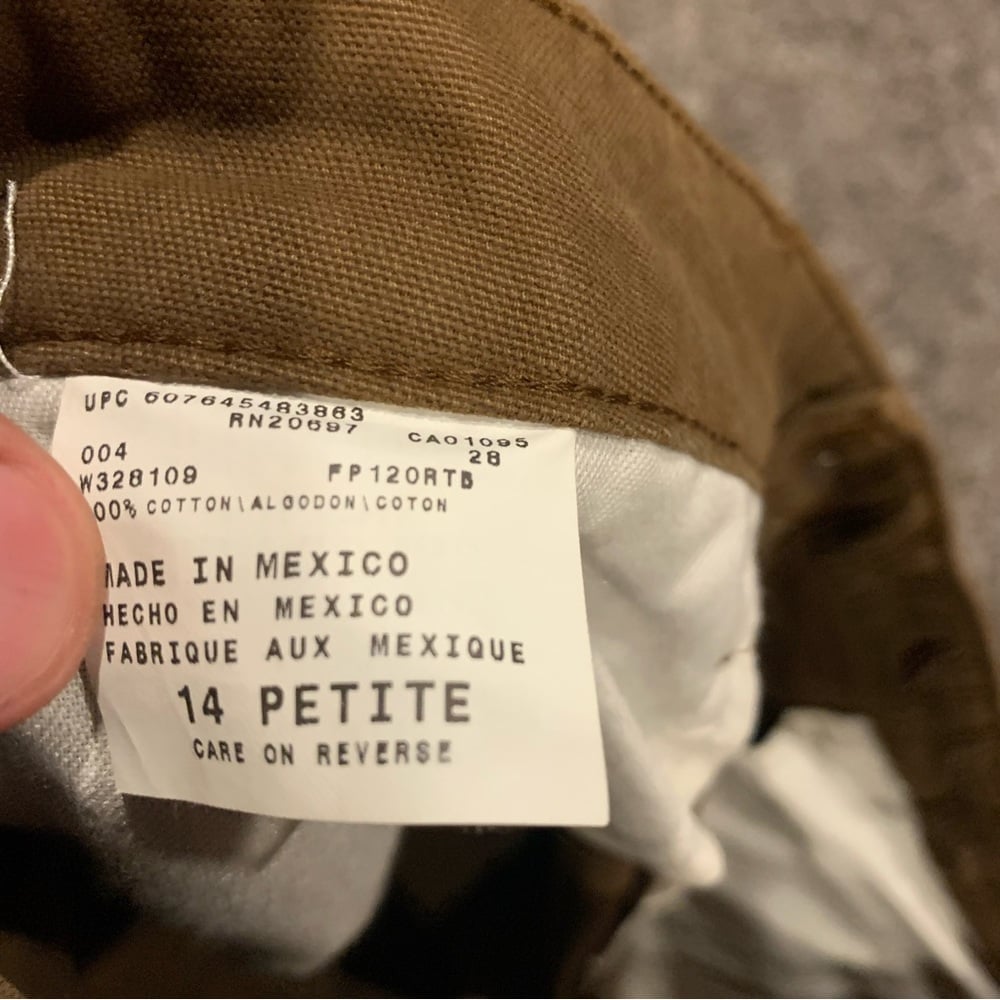 UPC 607645483863
RN20697 CA01095
004 28
W328109 FP120RTB
00% COTTON\ALGODON\COTON
MADE IN MEXICO
HECHO EN MEXICO
FABRIQUE AUX MEXIQUE
14 PETITE
CARE ON REVERSE